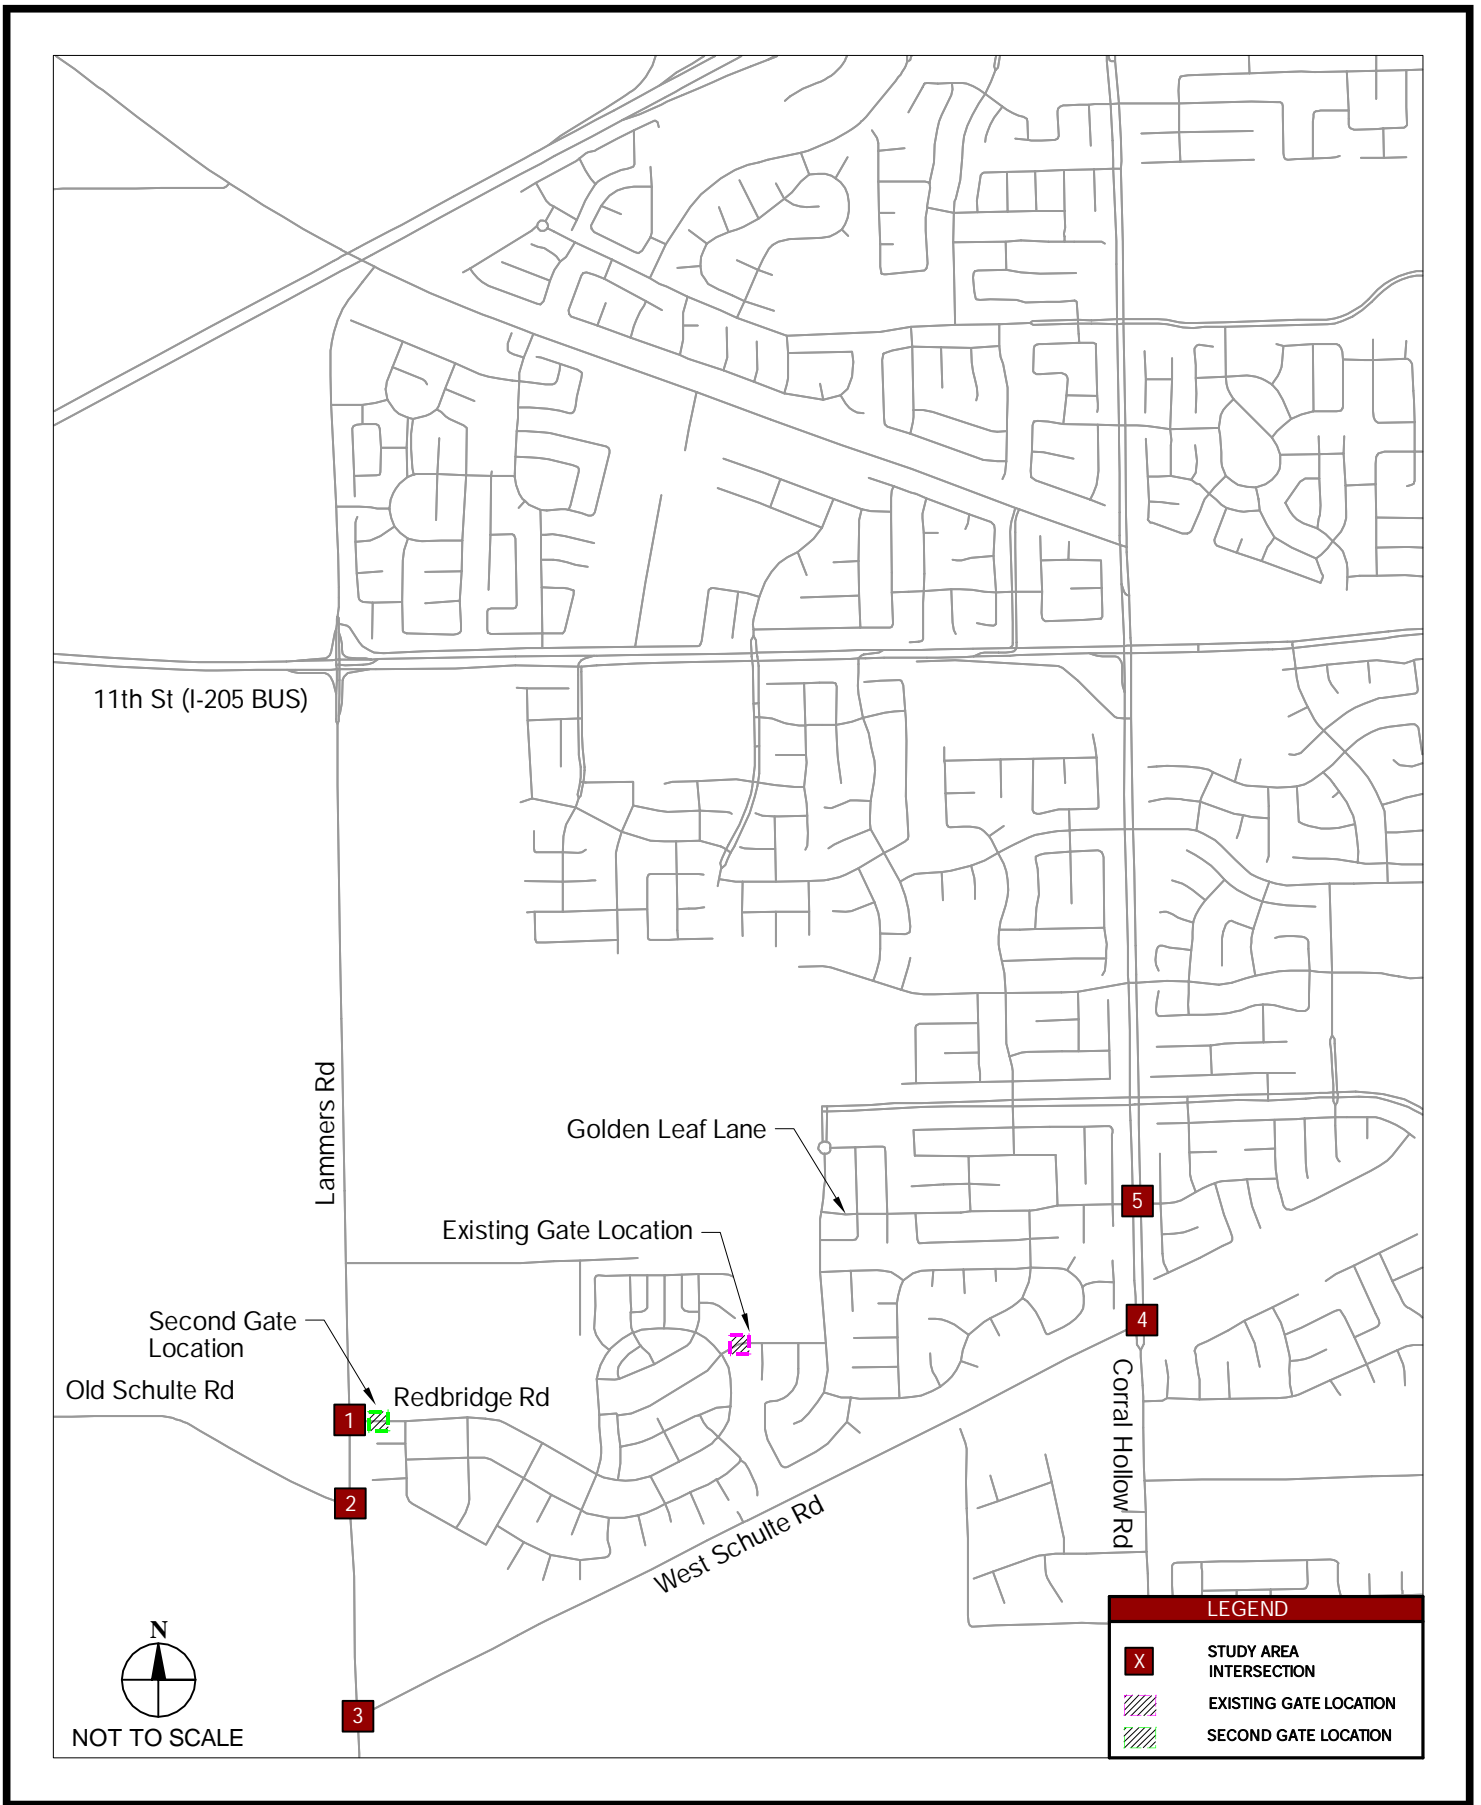 11th St (I-205 BUS)
Lammers Rd
Golden Leaf Lane
5
Existing Gate Location
Second Gate
Location
4
Old Schulte Rd
Redbridge Rd
1
Corral Hollow Rd
2
West Schulte Rd
N
NOT TO SCALE
3
LEGEND
X
STUDY AREA
INTERSECTION
EXISTING GATE LOCATION
SECOND GATE LOCATION